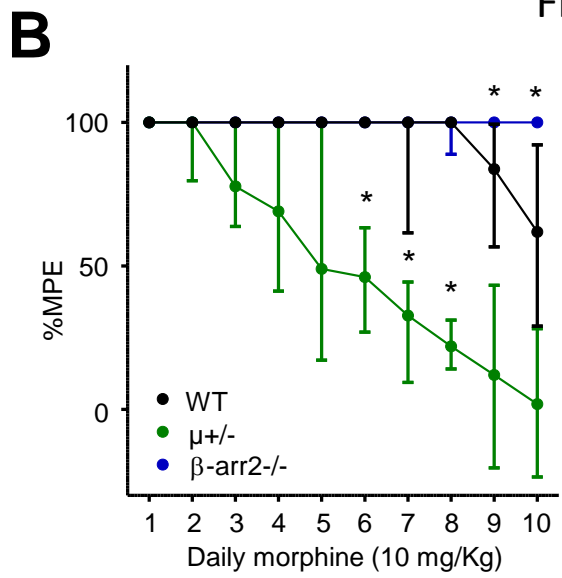 B
* *
100
*
*
50
*
%MPE
WT
0
μ+/-
β-arr2-/-
1 2 3 4 5 6 7 8 9 10
Daily morphine (10 mg/Kg)